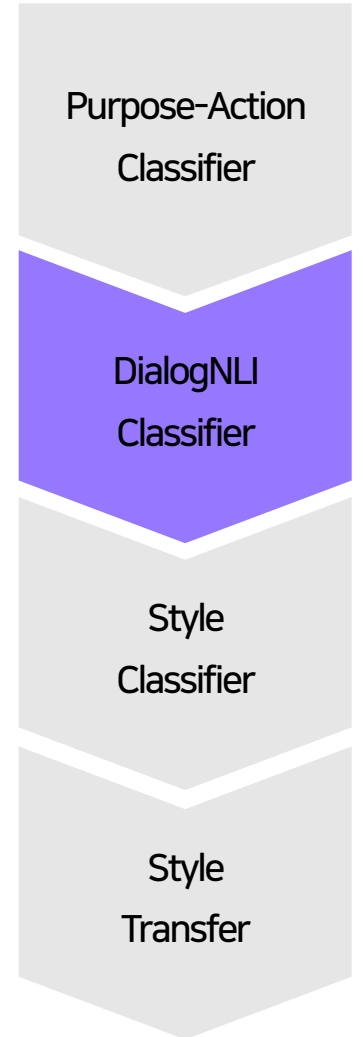 Purpose-Action
Classifier
DialogNLI
Classifier
Style
Classifier
Style
Transfer